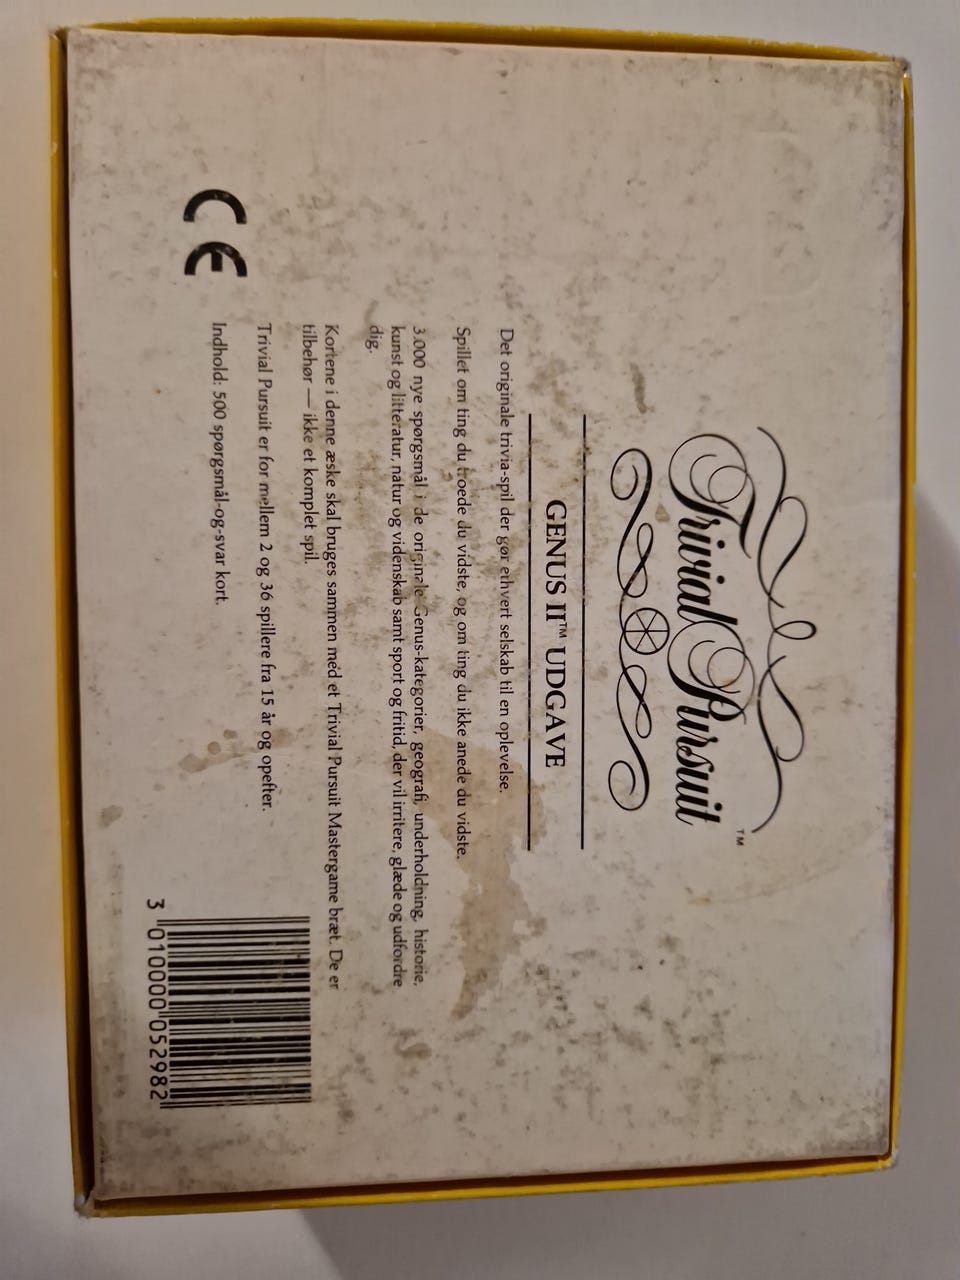 Trivial Pursuit™
GENUS II™ UDGAVE
Det originale trivia-spil der gør ethvert selskab til en oplevelse.
Spillet om ting du troede du vidste, og om ting du ikke anede du vidste.
3.000 nye spørgsmål i de originale Genus-kategorier, geografi, underholdning, historie,
kunst og litteratur, natur og videnskab samt sport og fritid, der vil irritere, glæde og udfordre
dig.
Kortene i denne æske skal bruges sammen med et Trivial Pursuit Mastergame bræt. De er
tilbehør — ikke et komplet spil.
Trivial Pursuit er for mellem 2 og 36 spillere fra 15 år og opefter.
Indhold: 500 spørgsmål-og-svar kort.
CE
3 010000 052982